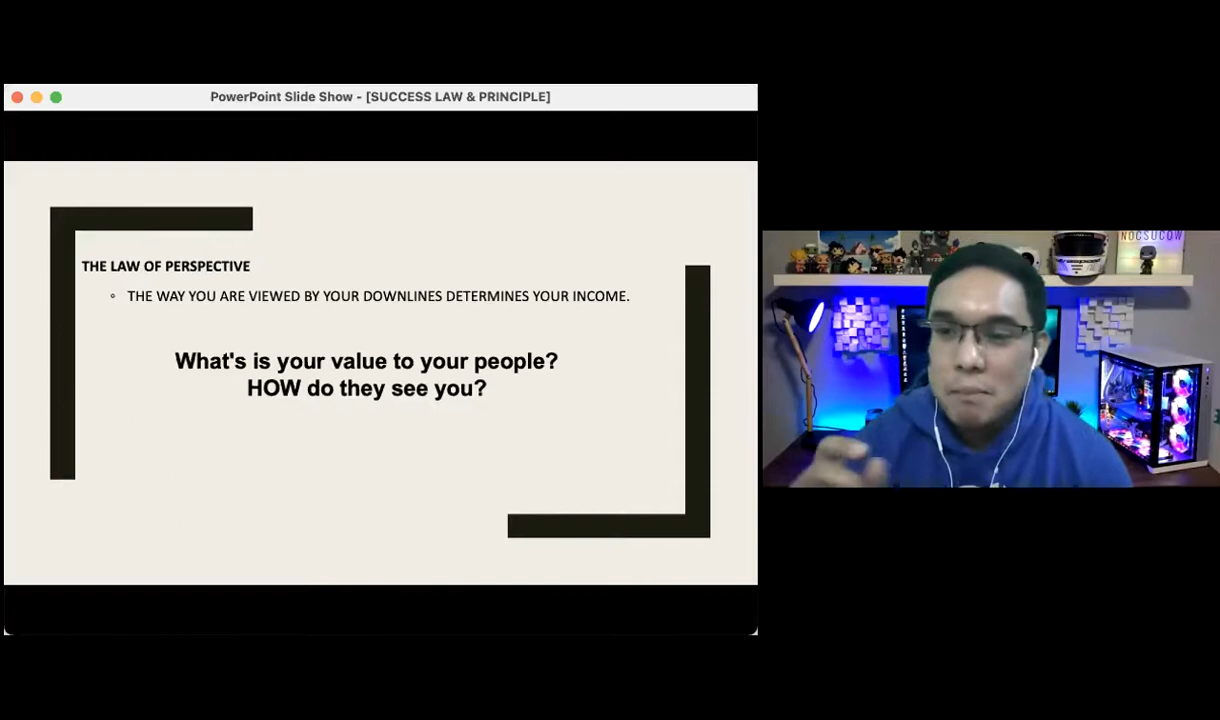 PowerPoint Slide Show - [SUCCESS LAW & PRINCIPLE]
THE LAW OF PERSPECTIVE
◦ THE WAY YOU ARE VIEWED BY YOUR DOWNLINES DETERMINES YOUR INCOME.
What's is your value to your people?
HOW do they see you?
NOCSUCOW
RYZE